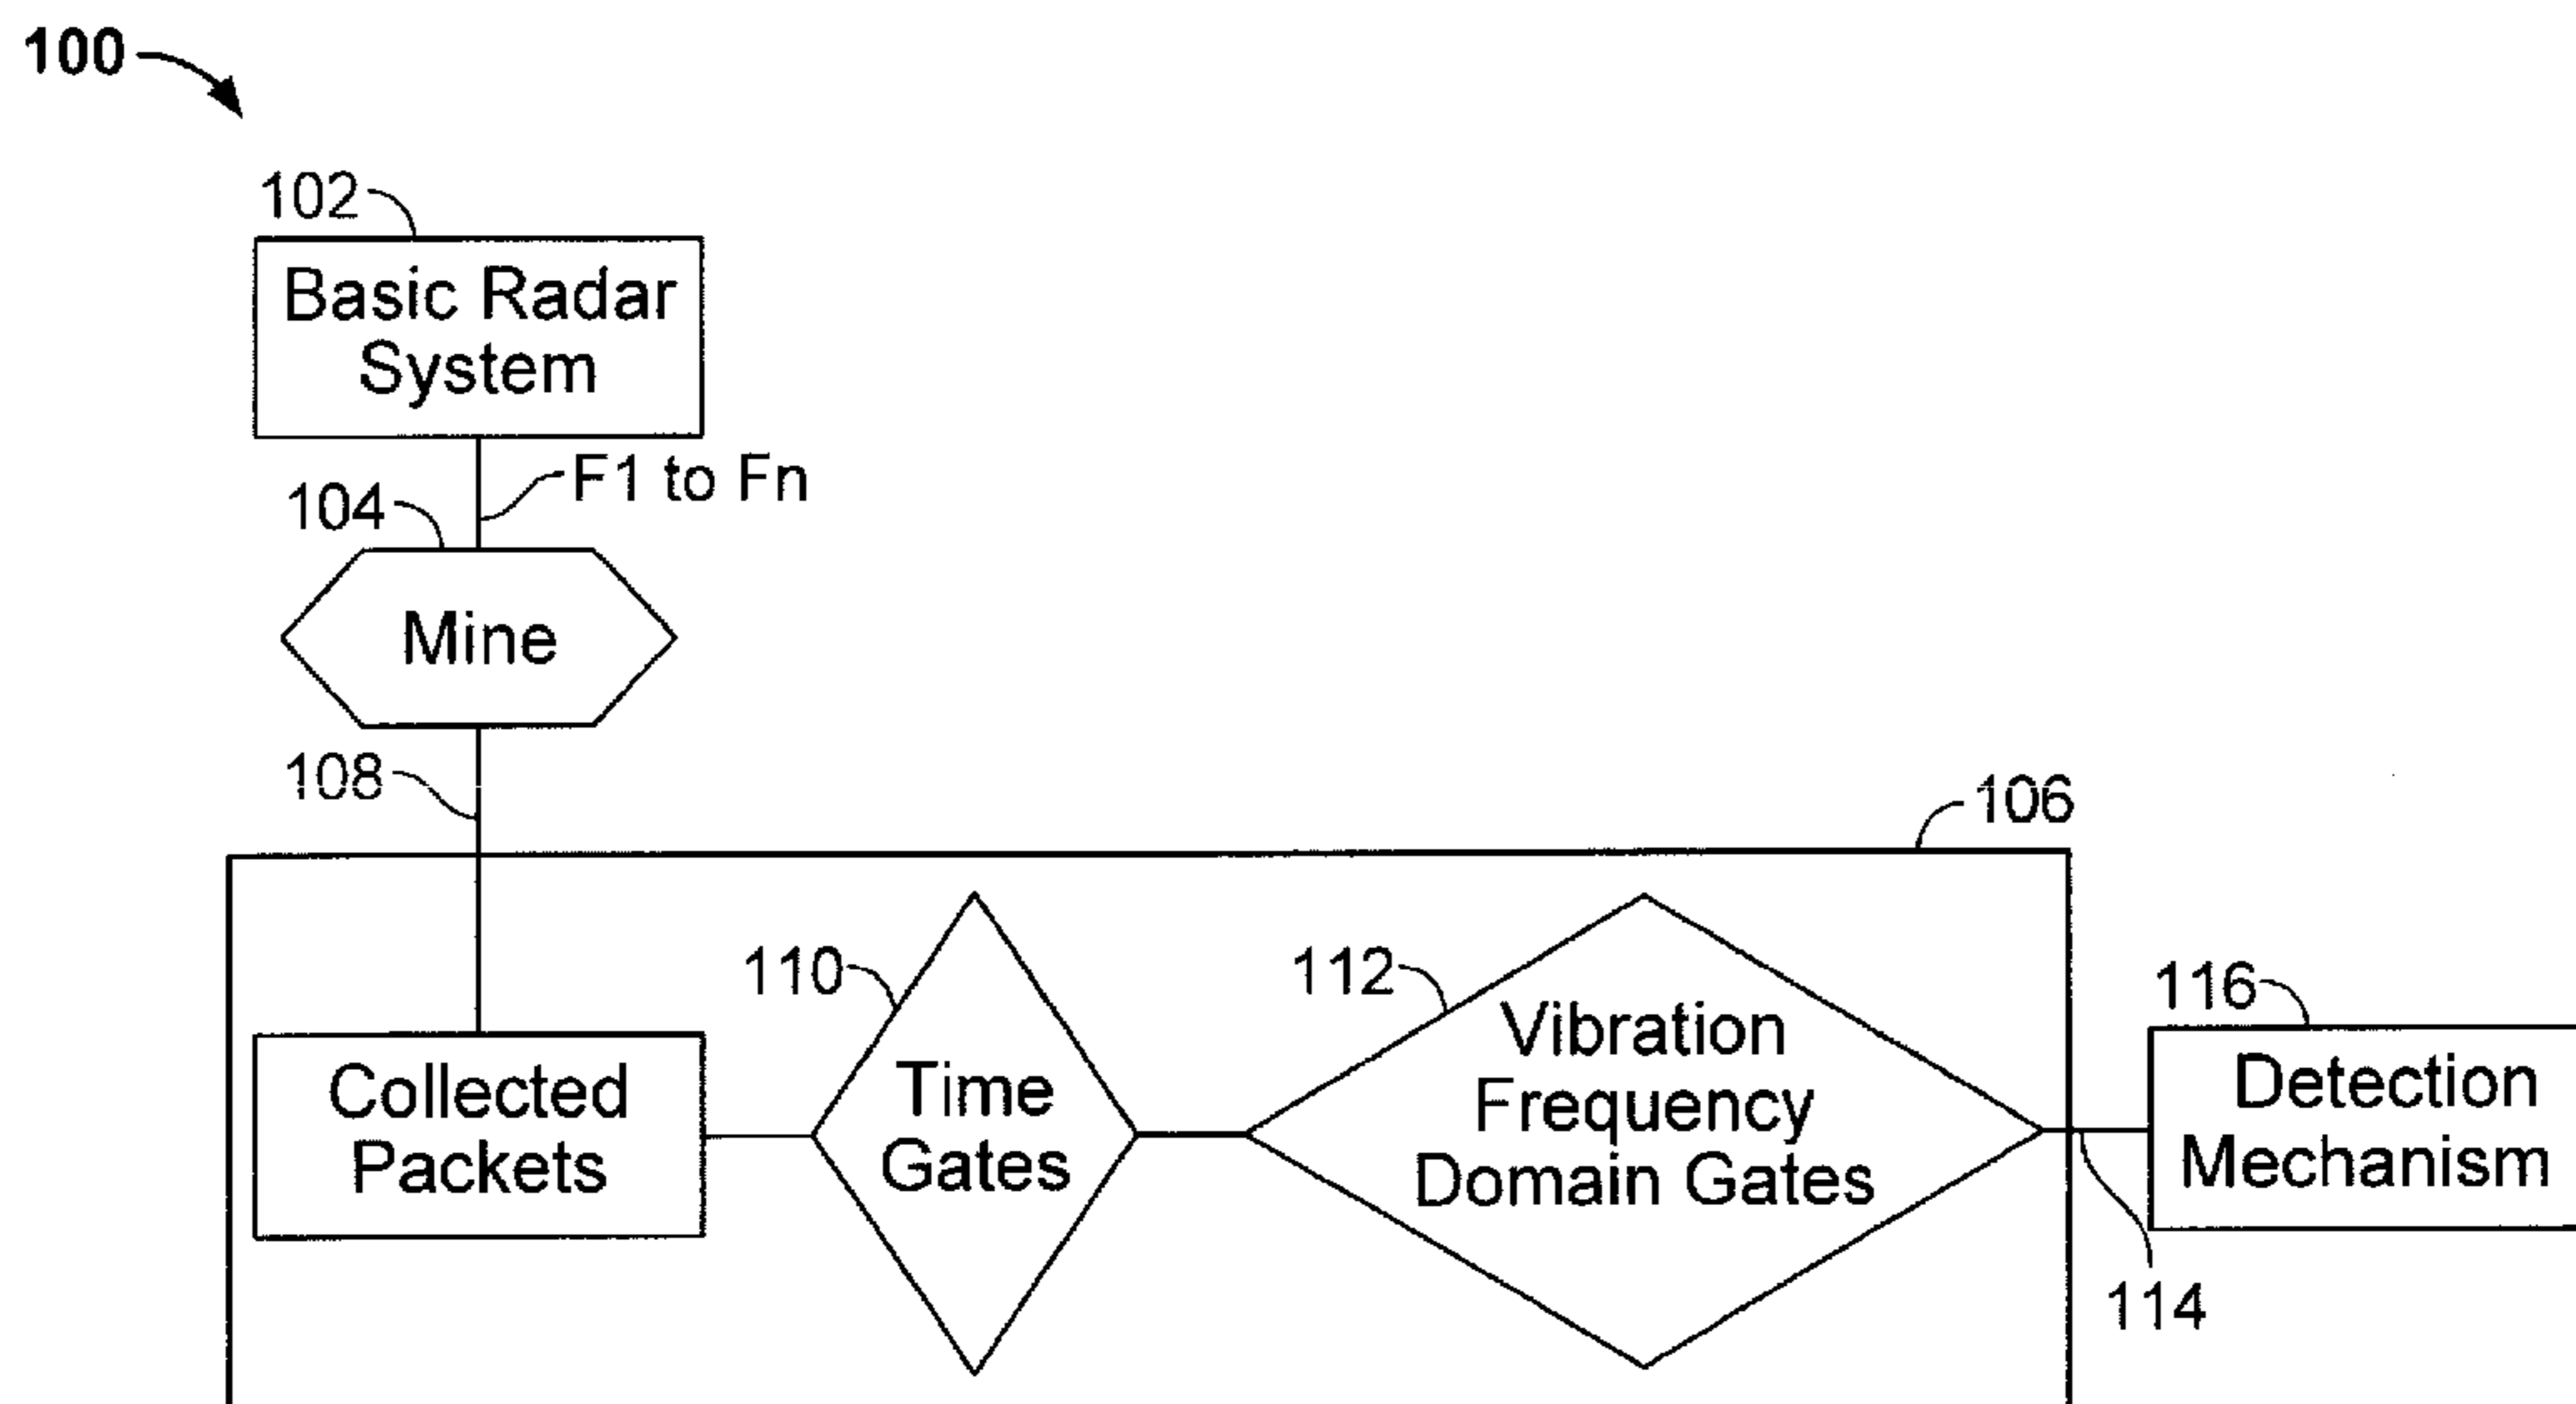 100
102
Basic Radar
System
F1 to Fn
104
Mine
108
106
110
112
116
Collected
Packets
Time
Gates
Vibration
Frequency
Domain Gates
Detection
Mechanism
114